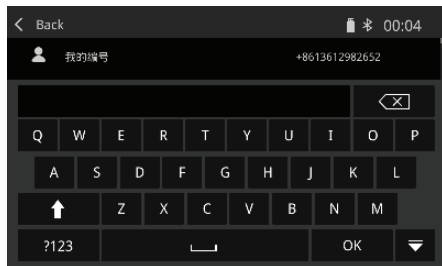 Back 00:04
我的编号 +8613612982652
Q W E R T Y U I O P
A S D F G H J K L
Z X C V B N M
?123 OK